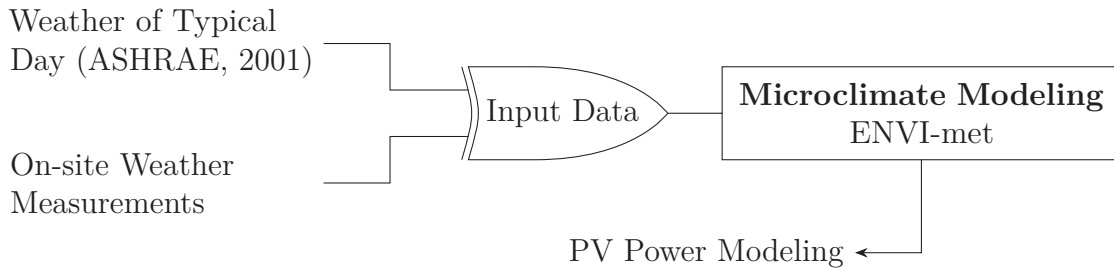 Weather of Typical
Day (ASHRAE, 2001)
Input Data
Microclimate Modeling
ENVI-met
On-site Weather
Measurements
PV Power Modeling